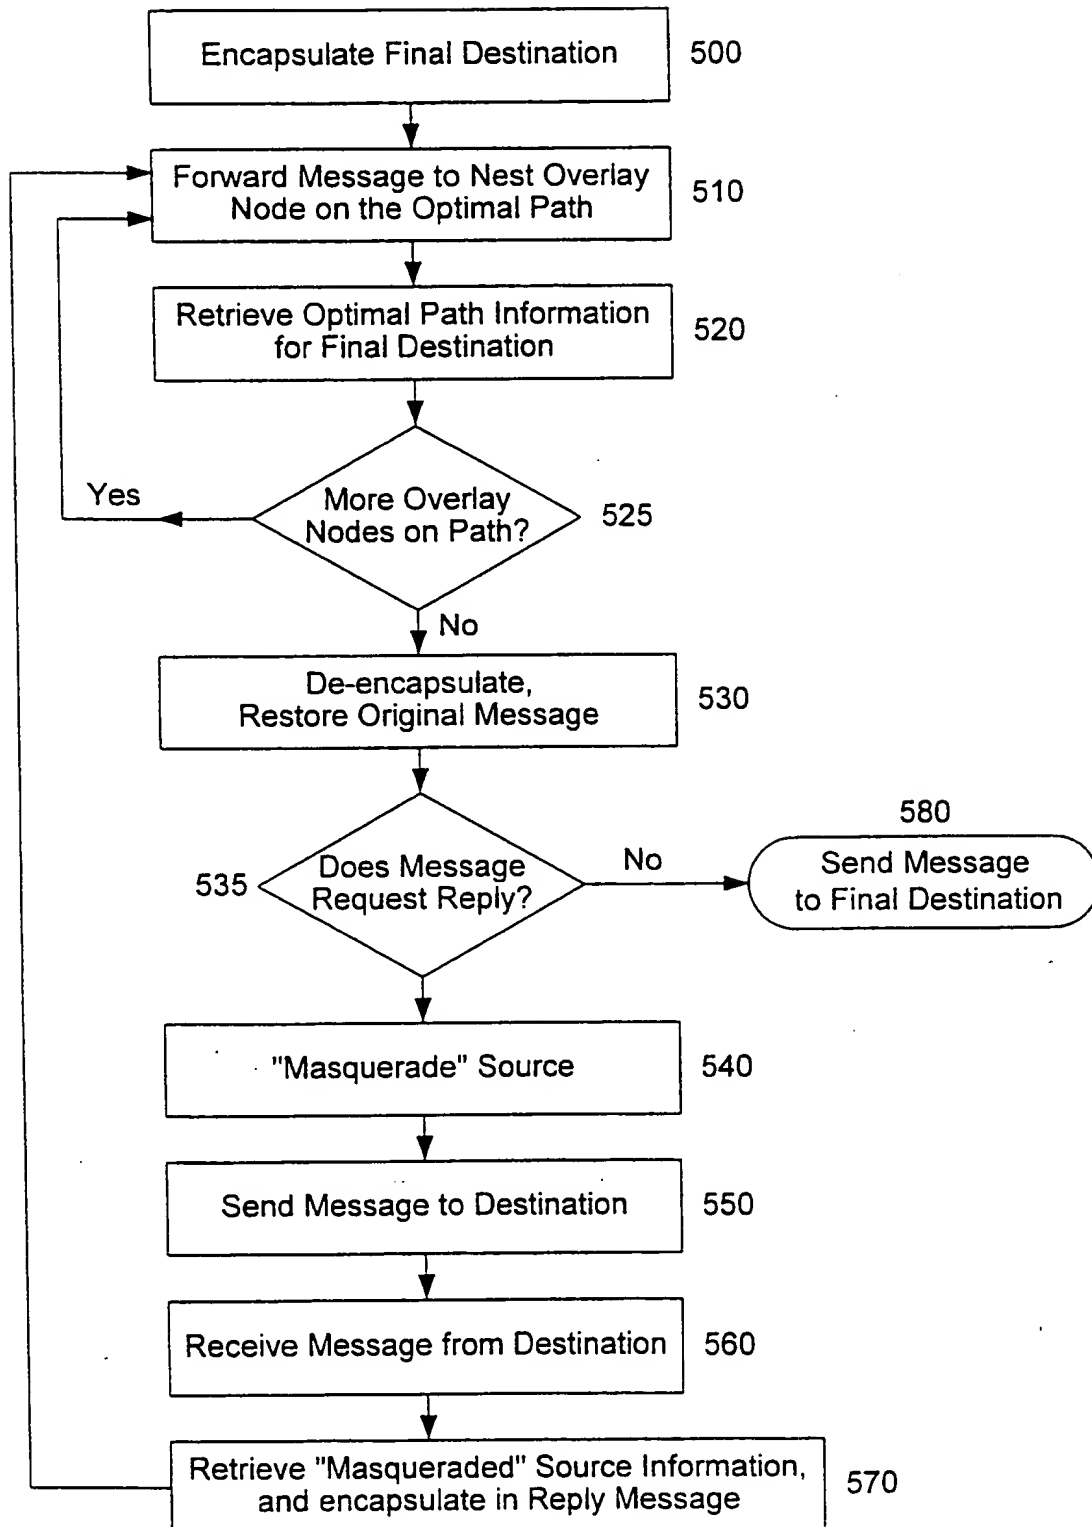 Encapsulate Final Destination
500
Forward Message to Nest Overlay
Node on the Optimal Path
510
Retrieve Optimal Path Information
for Final Destination
520
Yes
More Overlay
Nodes on Path?
525
No
De-encapsulate,
Restore Original Message
530
535
Does Message
Request Reply?
No
580
Send Message
to Final Destination
"Masquerade" Source
540
Send Message to Destination
550
Receive Message from Destination
560
Retrieve "Masqueraded" Source Information,
and encapsulate in Reply Message
570